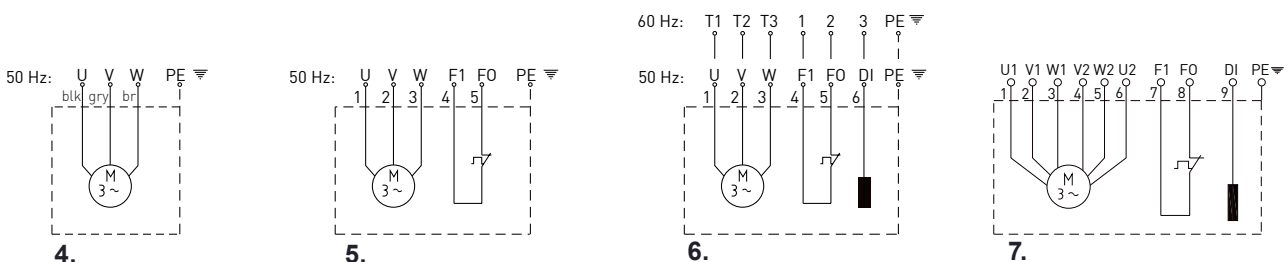 60 Hz: T1 T2 T3 1 2 3 PE
50 Hz: U V W PE
50 Hz: U V W F1 F0 PE
50 Hz: U V W F1 F0 DI PE
U1 V1 W1 V2 W2 U2 F1 F0 DI PE
blk gry br
1 2 3 4 5
1 2 3 4 5 6
1 2 3 4 5 6 7 8 9
M
3 ~
M
3 ~
M
3 ~
M
3 ~
4.
5.
6.
7.